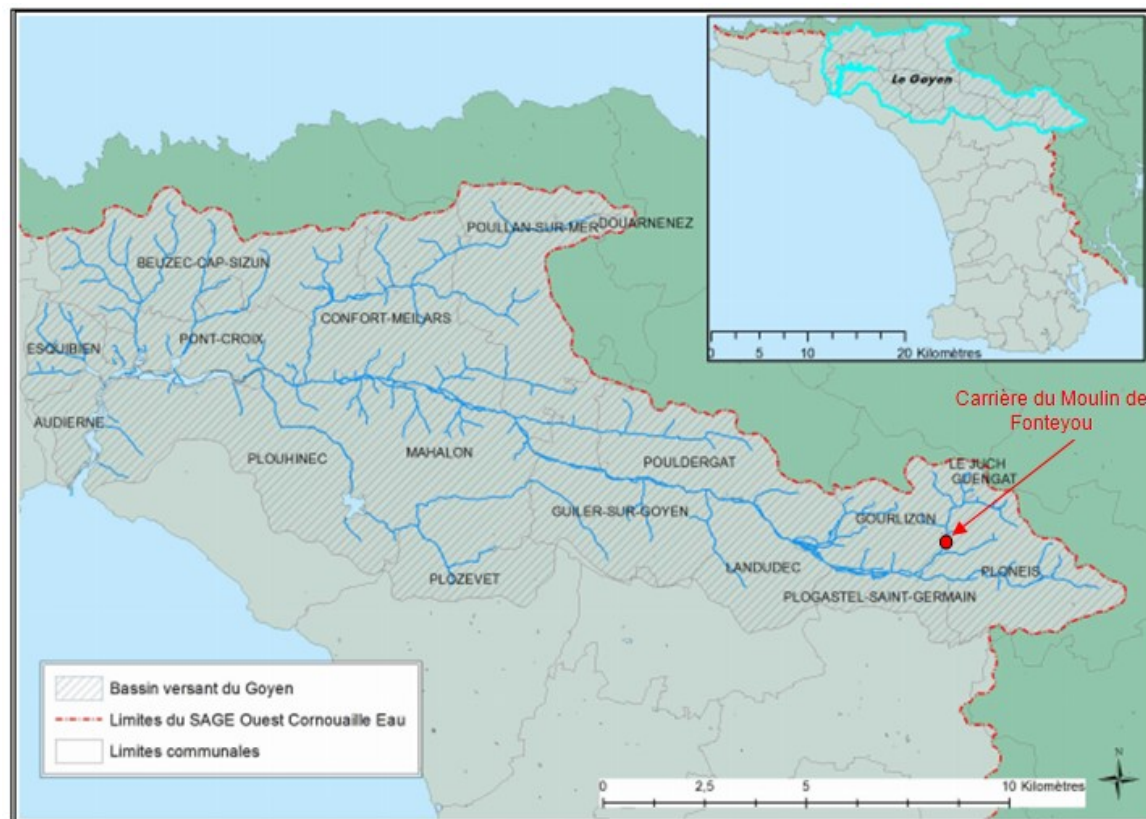 Le Goyen
0 5 10 20 Kilomètres
Carrière du Moulin de
Fonteyou
POULLAN-SUR-MER
DOUARNENEZ
BEUZEC-CAP-SIZUN
CONFORT-MEILARS
PONT-CROIX
ESQUIBIEN
AUDIERNE
PLOUHINEC
MAHALON
POULDERGAT
LE JUCH
GUENGAT
GUILER-SUR-GOYEN
GOURLIZON
LANDUDEC
PLONEIS
PLOZEVET
PLOGASTEL-SAINT-GERMAIN
Bassin versant du Goyen
Limites du SAGE Ouest Cornouaille Eau
Limites communales
0 2,5 5 10 Kilomètres
N